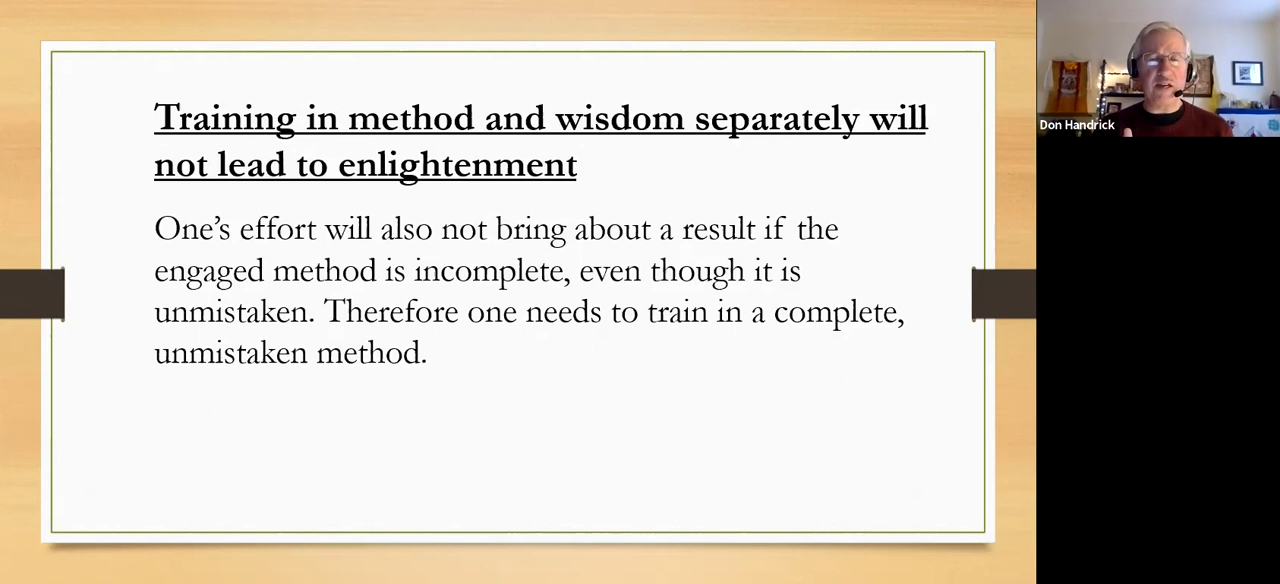 Training in method and wisdom separately will
not lead to enlightenment
One’s effort will also not bring about a result if the
engaged method is incomplete, even though it is
unmistaken. Therefore one needs to train in a complete,
unmistaken method.
Don Handrick